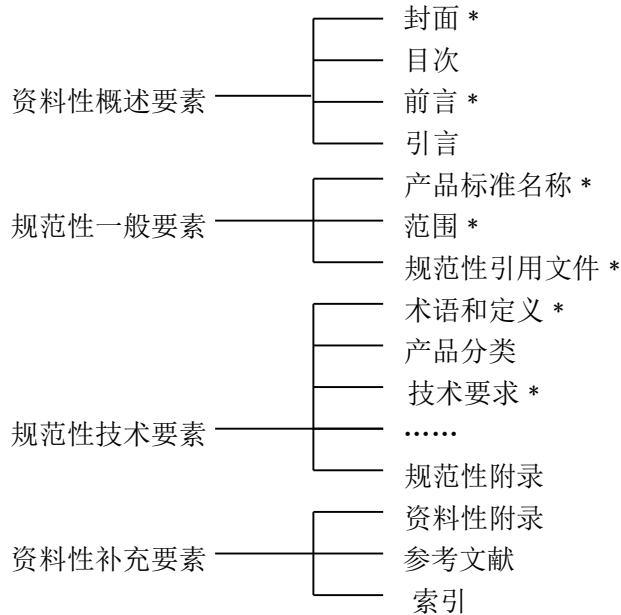 封面 *
目次
资料性概述要素
前言 *
引言
产品标准名称 *
规范性一般要素
范围 *
规范性引用文件 *
术语和定义 *
产品分类
技术要求 *
规范性技术要素
……
规范性附录
资料性附录
资料性补充要素
参考文献
索引